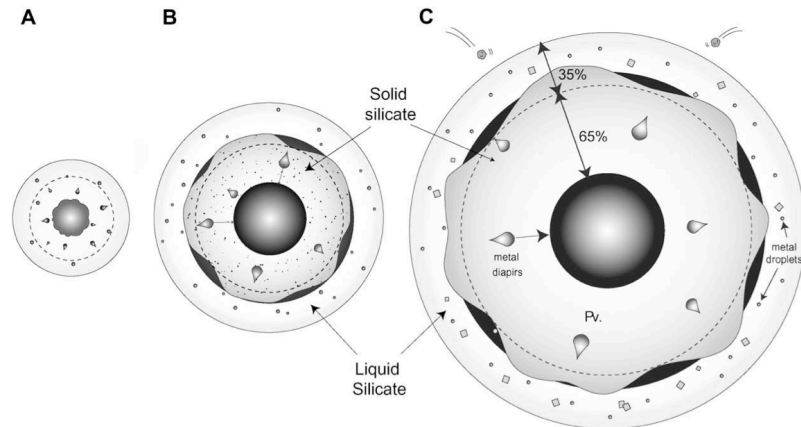 A
B
C
35%
Solid
silicate
65%
metal
diapirs
metal
droplets
Pv.
Liquid
Silicate